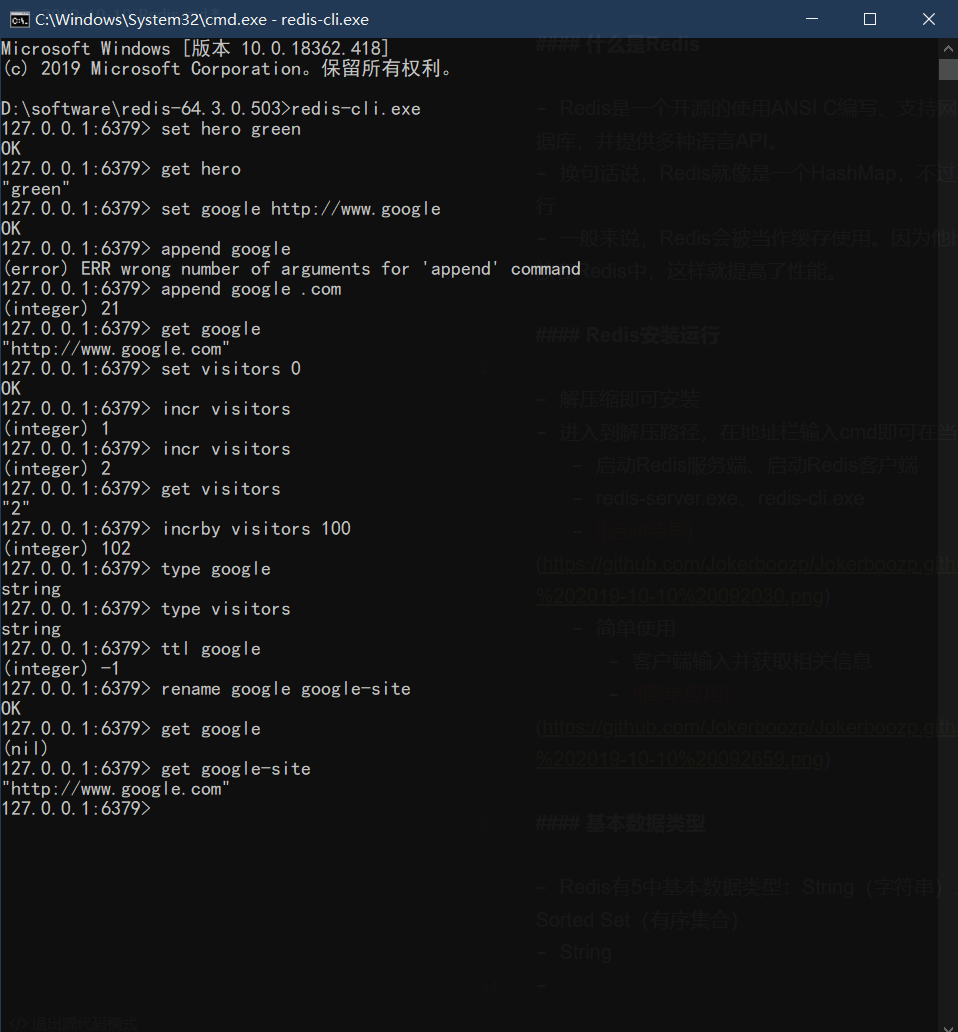 C:\Windows\System32\cmd.exe - redis-cli.exe
Microsoft Windows [版本 10.0.18362.418]
(c) 2019 Microsoft Corporation。保留所有权利。
D:\software\redis-64.3.0.503>redis-cli.exe
127.0.0.1:6379> set hero green
OK
127.0.0.1:6379> get hero
"green"
127.0.0.1:6379> set google http://www.google
OK
127.0.0.1:6379> append google
(error) ERR wrong number of arguments for 'append' command
127.0.0.1:6379> append google .com
(integer) 21
127.0.0.1:6379> get google
"http://www.google.com"
127.0.0.1:6379> set visitors 0
OK
127.0.0.1:6379> incr visitors
(integer) 1
127.0.0.1:6379> incr visitors
(integer) 2
127.0.0.1:6379> get visitors
"2"
127.0.0.1:6379> incrby visitors 100
(integer) 102
127.0.0.1:6379> type google
string
127.0.0.1:6379> type visitors
string
127.0.0.1:6379> ttl google
(integer) -1
127.0.0.1:6379> rename google google-site
OK
127.0.0.1:6379> get google
(nil)
127.0.0.1:6379> get google-site
"http://www.google.com"
127.0.0.1:6379>
#### 什么是Redis
- Redis是一个开源的使用ANSI C编写、支持网
据库，并提供多种语言API。
- 换句话说，Redis就像是一个HashMap，不过
行
- 一般来说，Redis会被当作缓存使用。因为他
Redis中，这样就提高了性能。
#### Redis安装运行
- 解压缩即可安装
- 进入到解压路径，在地址栏输入cmd即可在当
- 启动Redis服务端、启动Redis客户端
- redis-server.exe、redis-cli.exe
(https://github.com/Jokerboozp/Jokerboozp.gith
%202019-10-10%20092030.png)
- 简单使用
- 客户端输入并获取相关信息
(https://github.com/Jokerboozp/Jokerboozp.gith
%202019-10-10%20092659.png)
#### 基本数据类型
- Redis有5中基本数据类型：String（字符串）
Sorted Set（有序集合）
- String
-